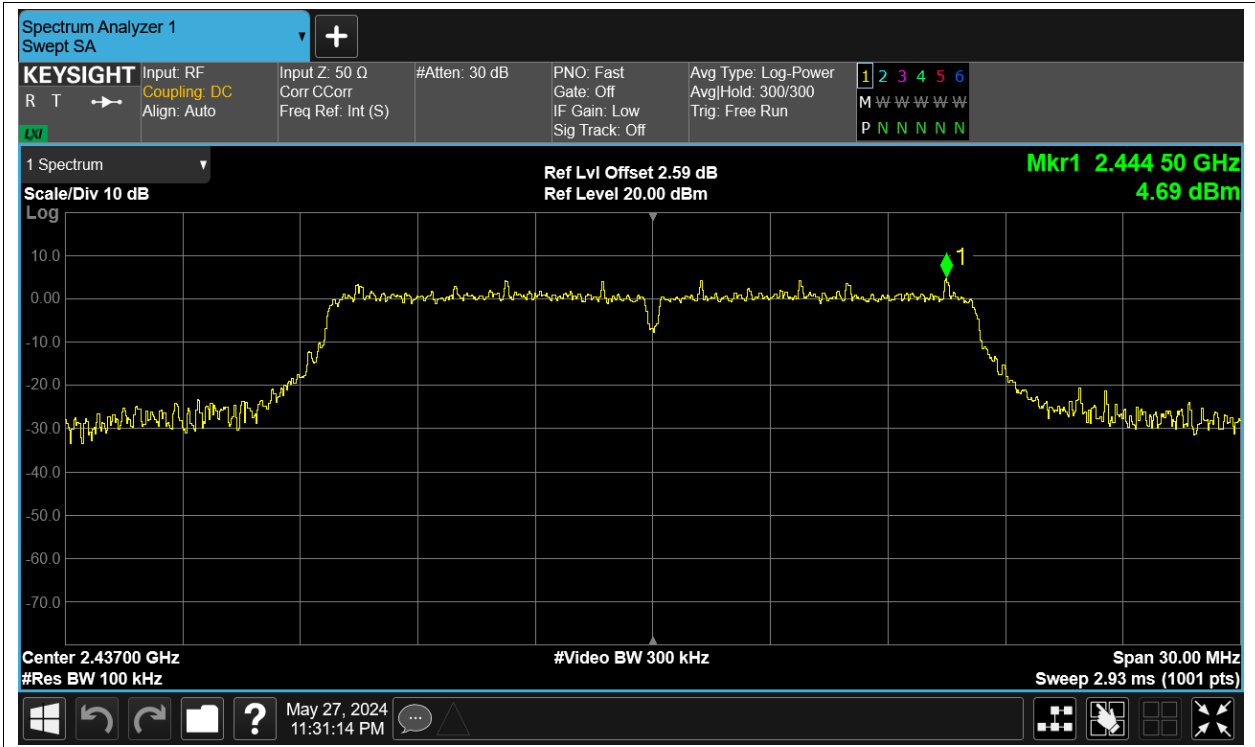 Spectrum Analyzer 1
Swept SA
KEYSIGHT
R T
LXI
Input: RF
Coupling: DC
Align: Auto
Input Z: 50 Ω
Corr CCorr
Freq Ref: Int (S)
#Atten: 30 dB
PNO: Fast
Gate: Off
IF Gain: Low
Sig Track: Off
Avg Type: Log-Power
Avg|Hold: 300/300
Trig: Free Run
1 2 3 4 5 6
M W W W W W
P N N N N N
1 Spectrum
Scale/Div 10 dB
Ref Lvl Offset 2.59 dB
Ref Level 20.00 dBm
Mkr1 2.444 50 GHz
4.69 dBm
Log
1
10.0
0.00
-10.0
-20.0
-30.0
-40.0
-50.0
-60.0
-70.0
Center 2.43700 GHz
#Video BW 300 kHz
Span 30.00 MHz
#Res BW 100 kHz
Sweep 2.93 ms (1001 pts)
?
May 27, 2024
11:31:14 PM